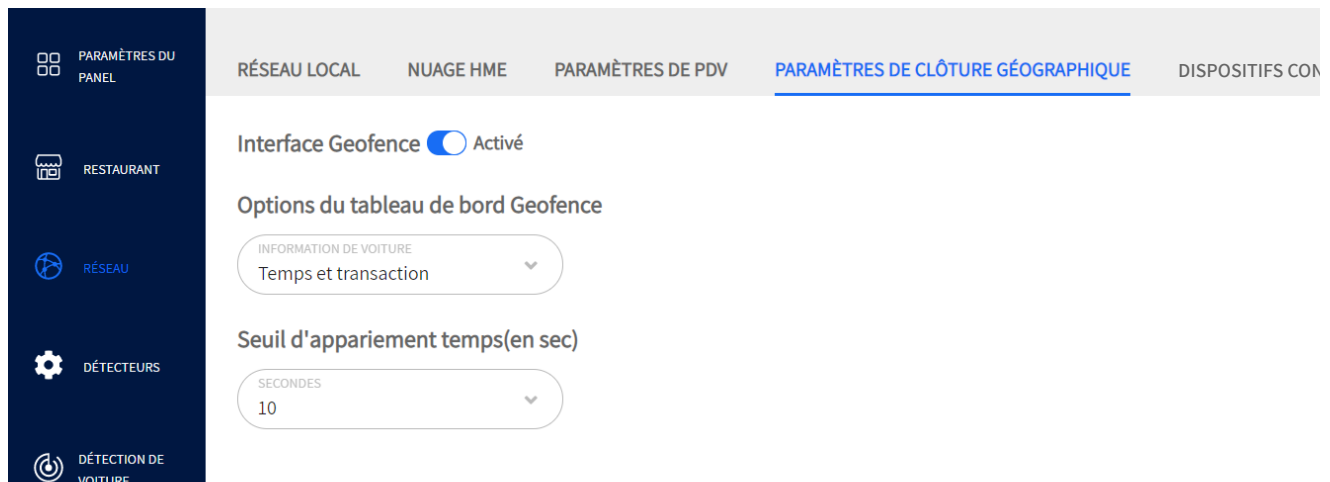 PARAMÈTRES DU
PANEL
RÉSEAU LOCAL NUAGE HME PARAMÈTRES DE PDV PARAMÈTRES DE CLÔTURE GÉOGRAPHIQUE DISPOSITIFS CON
Interface Geofence Activé
RESTAURANT
Options du tableau de bord Geofence
INFORMATION DE VOITURE
Temps et transaction
RÉSEAU
Seuil d'appariement temps(en sec)
DÉTECTEURS
SECONDES
10
DÉTECTION DE
VOITURE